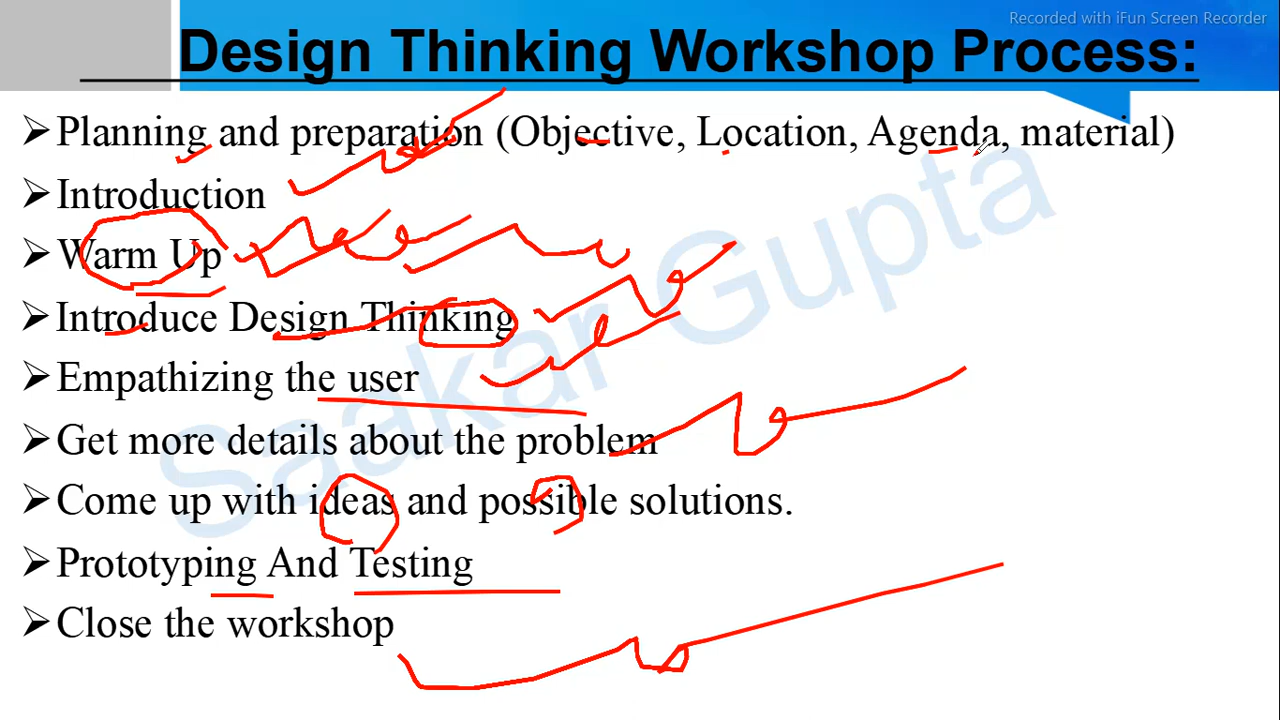 Recorded with iFun Screen Recorder
Design Thinking Workshop Process:
➢Planning and preparation (Objective, Location, Agenda, material)
➢Introduction
➢Warm Up
➢Introduce Design Thinking
➢Empathizing the user
➢Get more details about the problem
➢Come up with ideas and possible solutions.
➢Prototyping And Testing
➢Close the workshop
Saakar Gupta